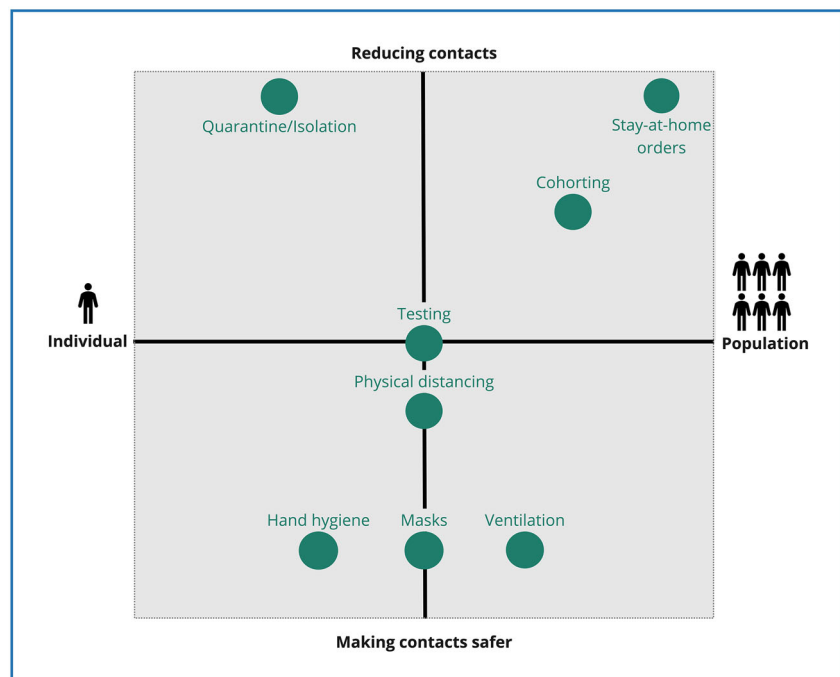 Reducing contacts
Quarantine/Isolation
Stay-at-home
orders
Cohorting
Testing
Individual
Population
Physical distancing
Hand hygiene
Masks
Ventilation
Making contacts safer